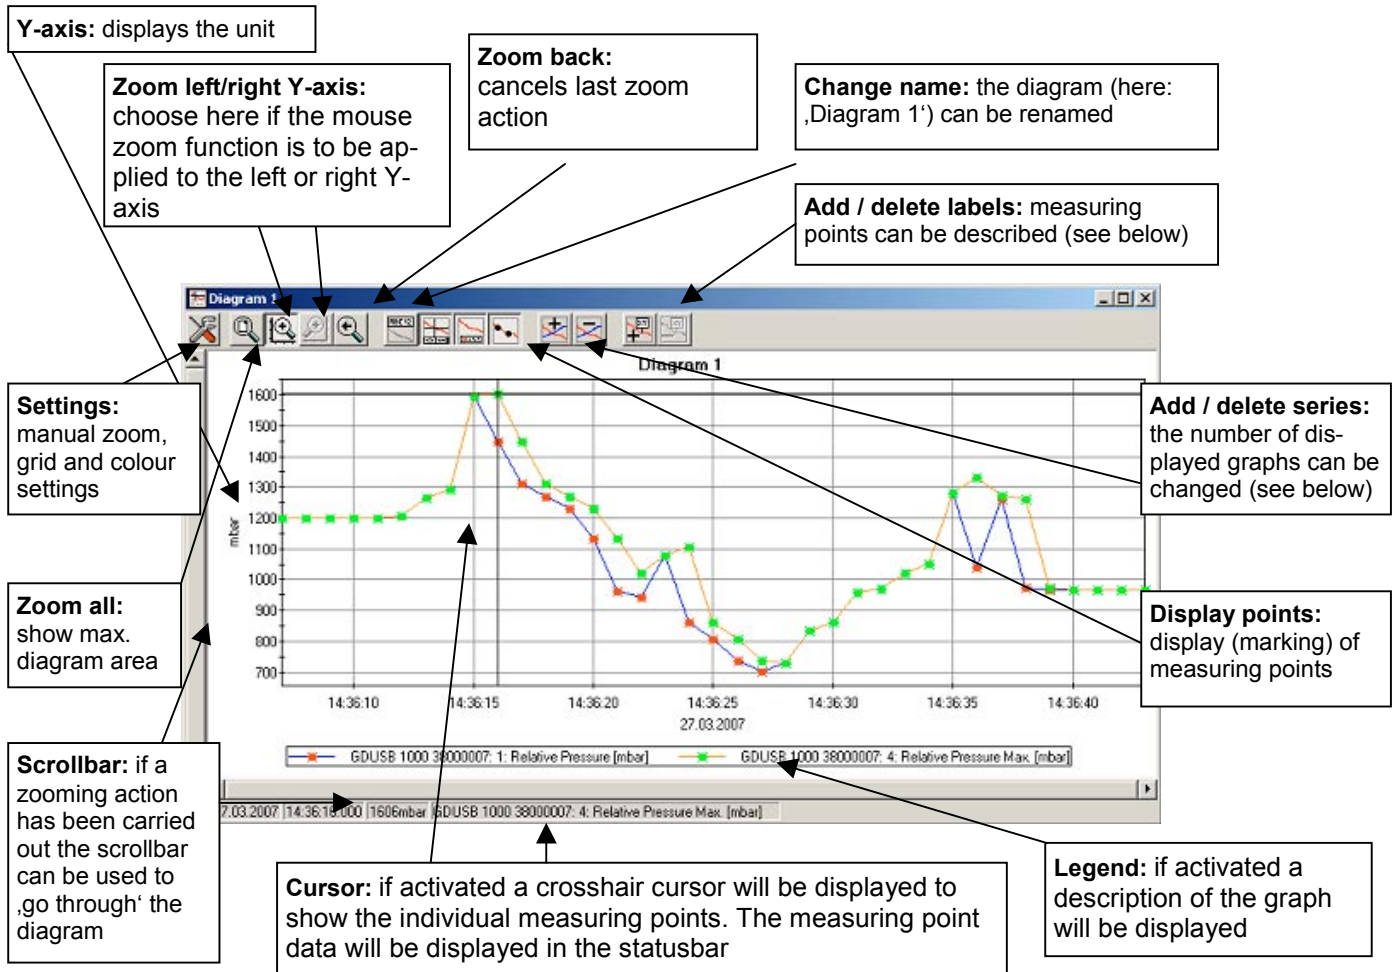 Y-axis: displays the unit
Zoom left/right Y-axis:
choose here if the mouse
zoom function is to be ap-
plied to the left or right Y-
axis
Zoom back:
cancels last zoom
action
Change name: the diagram (here:
‚Diagram 1‘) can be renamed
Add / delete labels: measuring
points can be described (see below)
Diagram 1
Diagram 1
Settings:
manual zoom,
grid and colour
settings
Zoom all:
show max.
diagram area
Scrollbar: if a
zooming action
has been carried
out the scrollbar
can be used to
‚go through‘ the
diagram
1600
1500
1400
1300
1200
1100
1000
900
800
700
mbar
14:36:10 14:36:15 14:36:20 14:36:25 14:36:30 14:36:35 14:36:40
27.03.2007
GDUSB 1000 38000007: 1: Relative Pressure [mbar] GDUSB 1000 38000007: 4: Relative Pressure Max. [mbar]
7.03.2007 14:36:16.000 1606mbar GDUSB 1000 38000007: 4: Relative Pressure Max. [mbar]
Add / delete series:
the number of dis-
played graphs can be
changed (see below)
Display points:
display (marking) of
measuring points
Cursor: if activated a crosshair cursor will be displayed to
show the individual measuring points. The measuring point
data will be displayed in the statusbar
Legend: if activated a
description of the graph
will be displayed